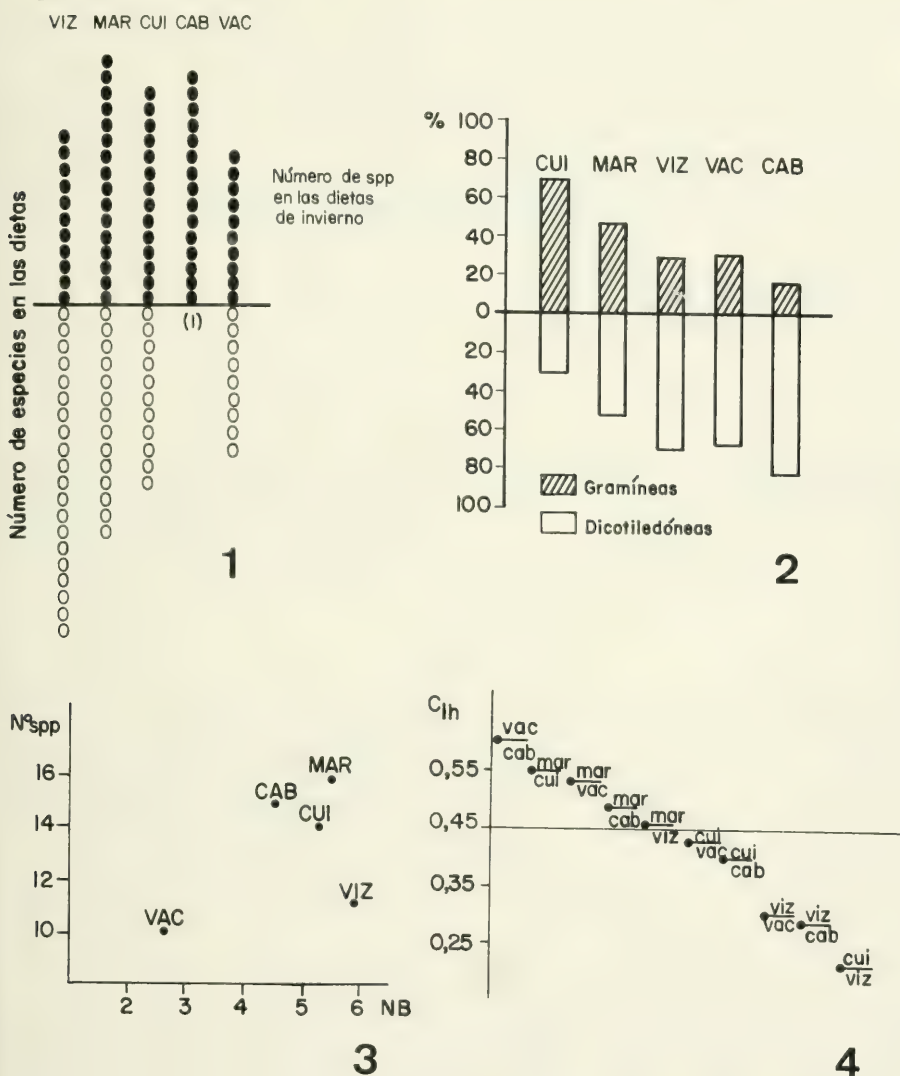 VIZ MAR CUI CAB VAC
Número de especies en las dietas
Número de spp
en las dietas
de invierno
(1)
1
% 100
80
60
40
20
0
20
40
60
80
100
CUI MAR VIZ VAC CAB
Gramíneas
Dicotiledóneas
2
Nºspp
16
14
12
10
MAR
CAB
CUI
VIZ
VAC
2 3 4 5 6 NB
3
C1h
0,55
0,45
0,35
0,25
vac
cab
mar
cui
mar
vac
mar
cab
mar
viz
cui
vac
cui
cab
viz
vac
viz
cab
cui
viz
4